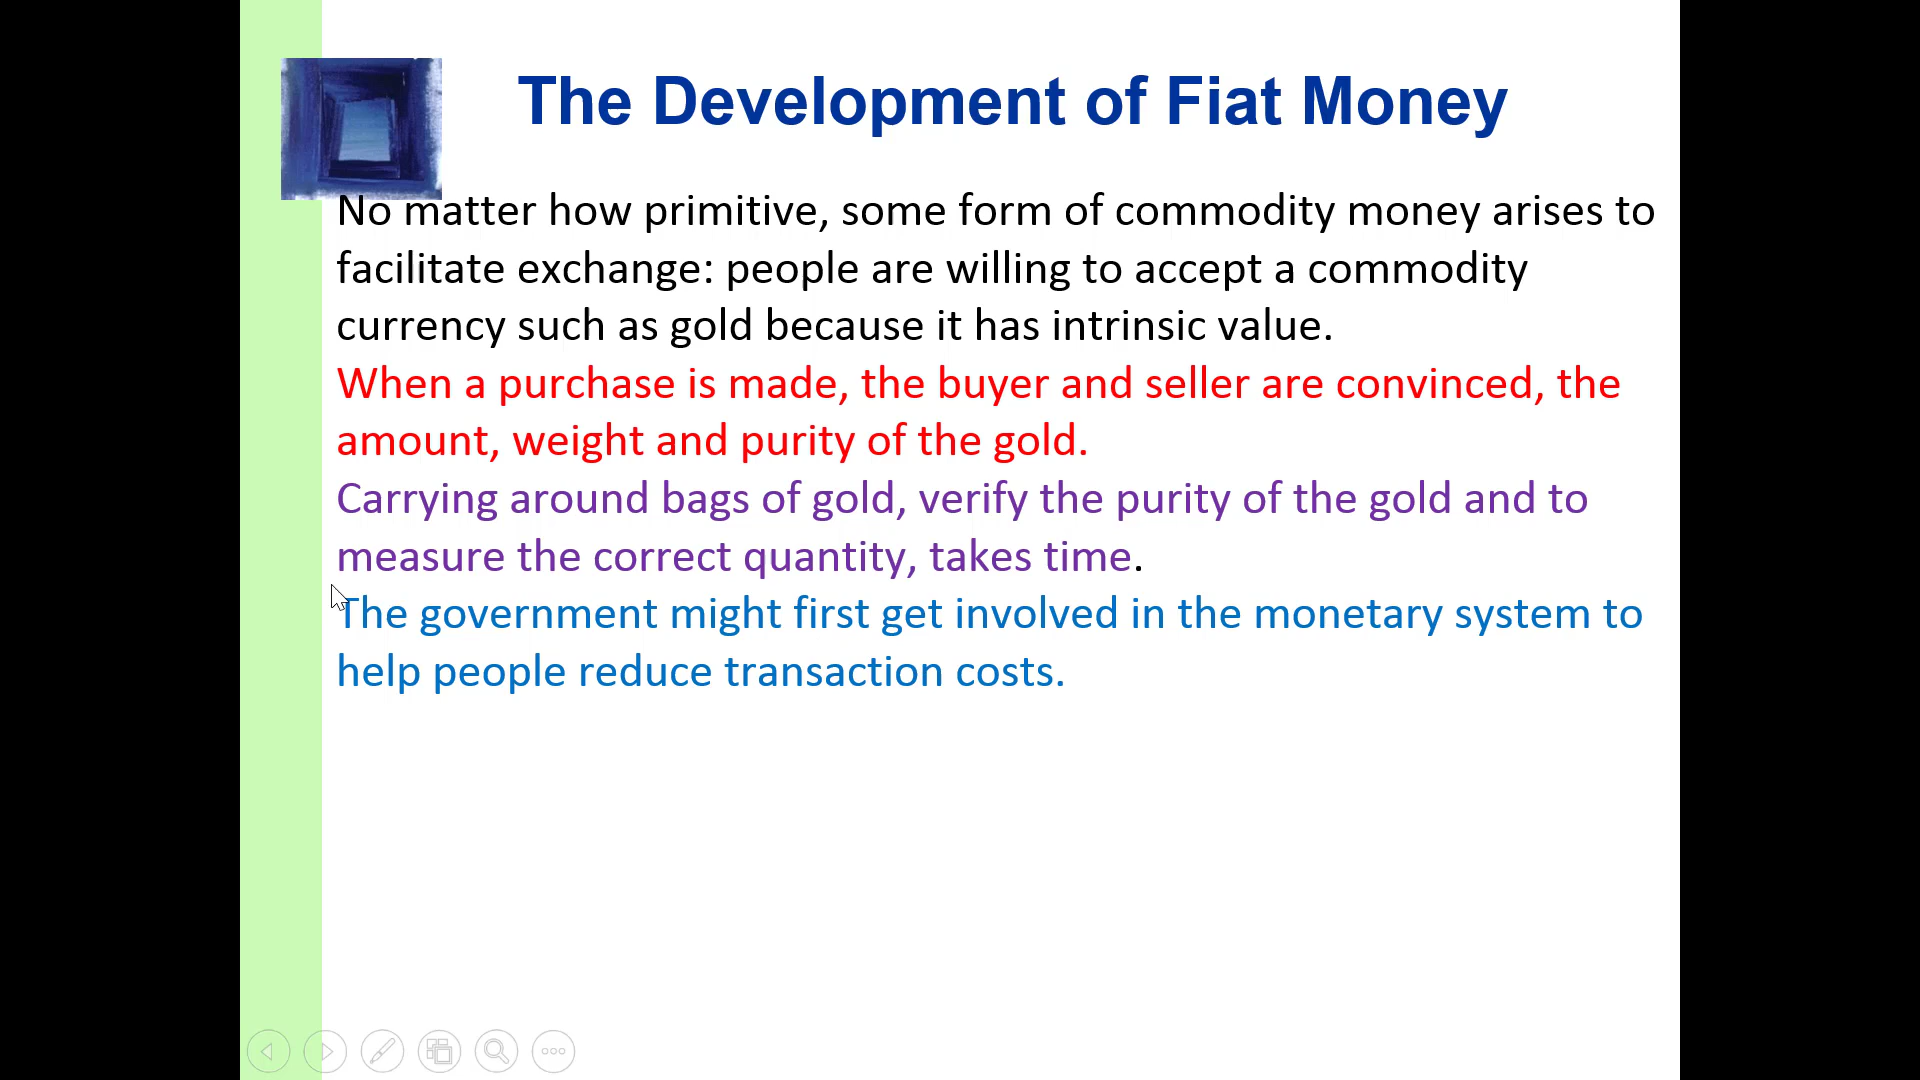 The Development of Fiat Money
No matter how primitive, some form of commodity money arises to
facilitate exchange: people are willing to accept a commodity
currency such as gold because it has intrinsic value.
When a purchase is made, the buyer and seller are convinced, the
amount, weight and purity of the gold.
Carrying around bags of gold, verify the purity of the gold and to
measure the correct quantity, takes time.
The government might first get involved in the monetary system to
help people reduce transaction costs.